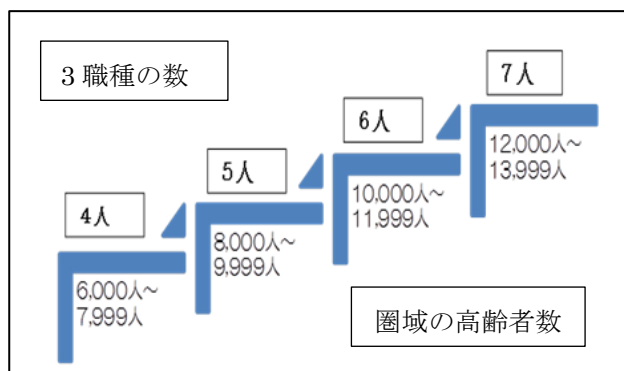 3職種の数
7人
12,000人~
13,999人
6人
10,000人~
11,999人
5人
8,000人~
9,999人
4人
6,000人~
7,999人
圏域の高齢者数